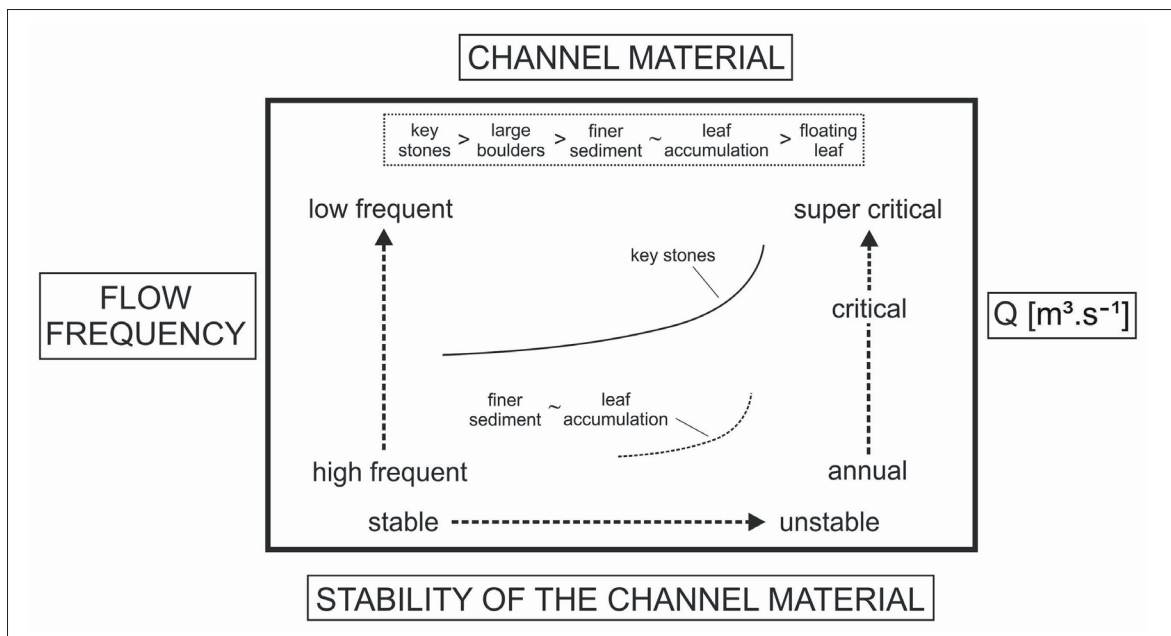 CHANNEL MATERIAL
key stones > large boulders > finer sediment ~ leaf accumulation > floating leaf
low frequent
super critical
key stones
FLOW
FREQUENCY
critical
Q [m³.s⁻¹]
finer sediment ~ leaf accumulation
high frequent
annual
stable
unstable
STABILITY OF THE CHANNEL MATERIAL